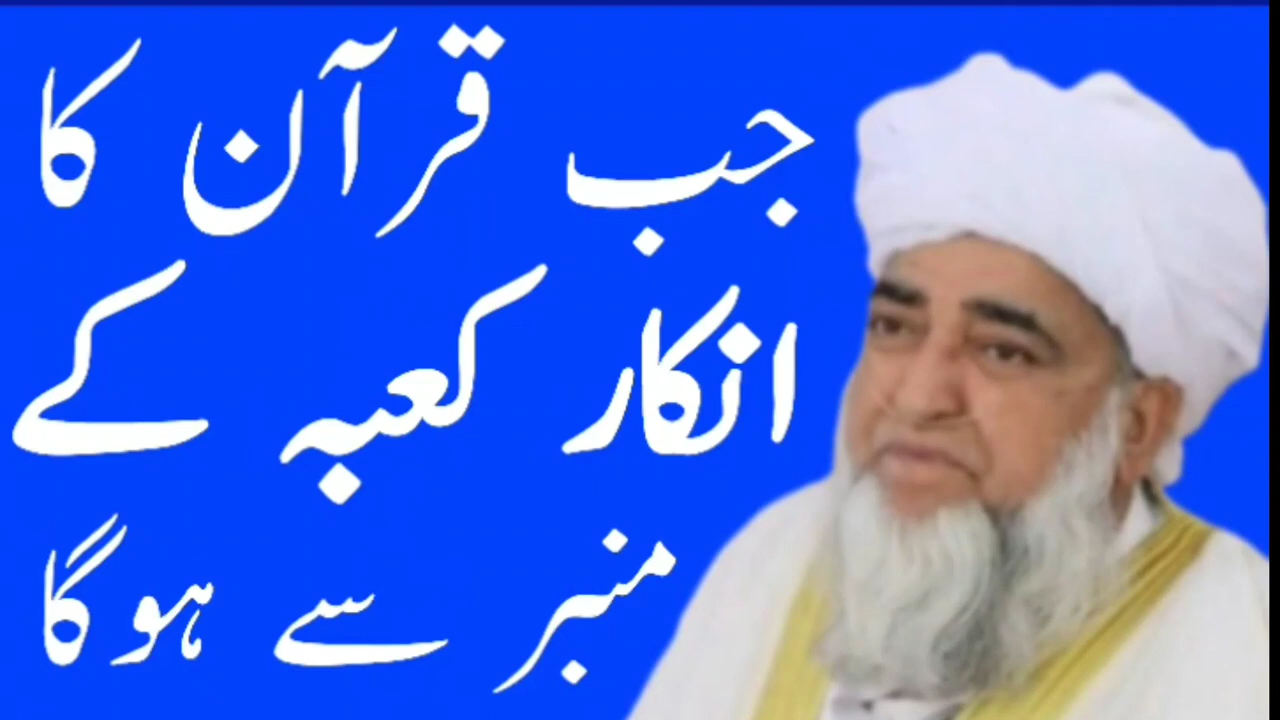 جب قرآن کا
انکار کعبہ کے
منبر سے ہوگا